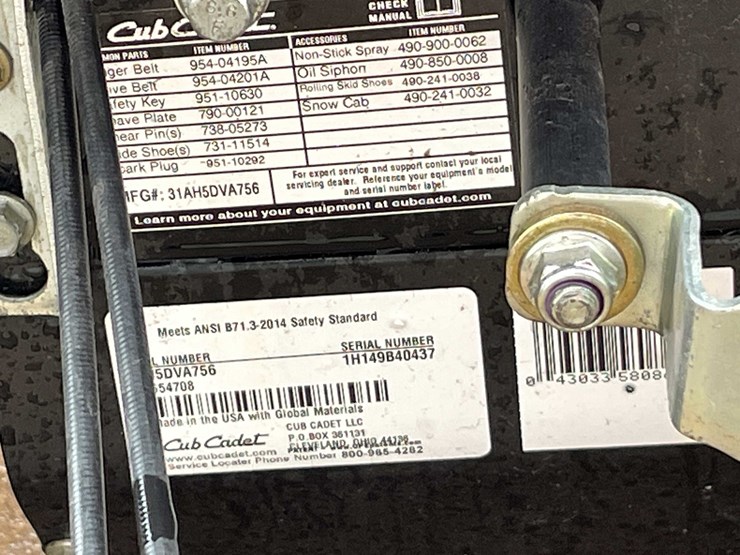 CHECK
MANUAL
Cub C ET.
MON PARTS ITEM NUMBER
ger Belt 954-04195A
ive Belt 954-04201A
fety Key 951-10630
ave Plate 790-00121
hear Pin(s) 738-05273
ide Shoe(s) 731-11514
ark Plug 951-10292
MFG#: 31AH5DVA756
ACCESSORIES ITEM NUMBER
Non-Stick Spray 490-900-0062
Oil Siphon 490-850-0008
Rolling Skid Shoes 490-241-0038
Snow Cab 490-241-0032
For expert service and support contact your local
servicing dealer. Reference your equipment's model
and serial number label.
Learn more about your equipment at cubcadet.com
Meets ANSI B71.3-2014 Safety Standard
L NUMBER SERIAL NUMBER
5DVA756 1H149B40437
54708
Made in the USA with Global Materials
Cub Cadet CUB CADET LLC
P.O.BOX 361131
CLEVELAND, OHIO 44136
www.cubcadet.com
Service Locater Phone Number 800-965-4282
0 43033 5808